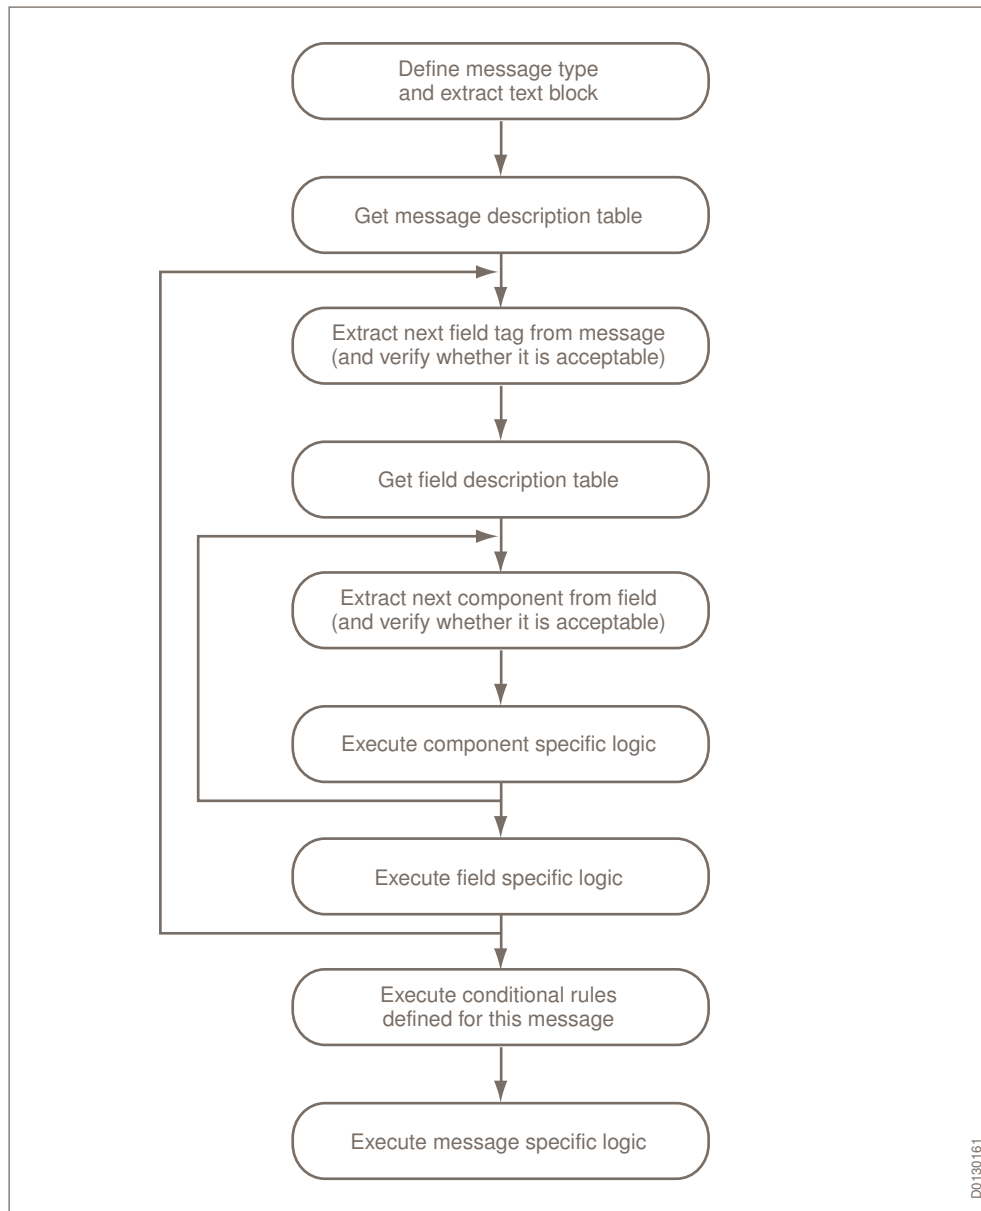 Define message type
and extract text block
Get message description table
Extract next field tag from message
(and verify whether it is acceptable)
Get field description table
Extract next component from field
(and verify whether it is acceptable)
Execute component specific logic
Execute field specific logic
Execute conditional rules
defined for this message
Execute message specific logic
D0130161